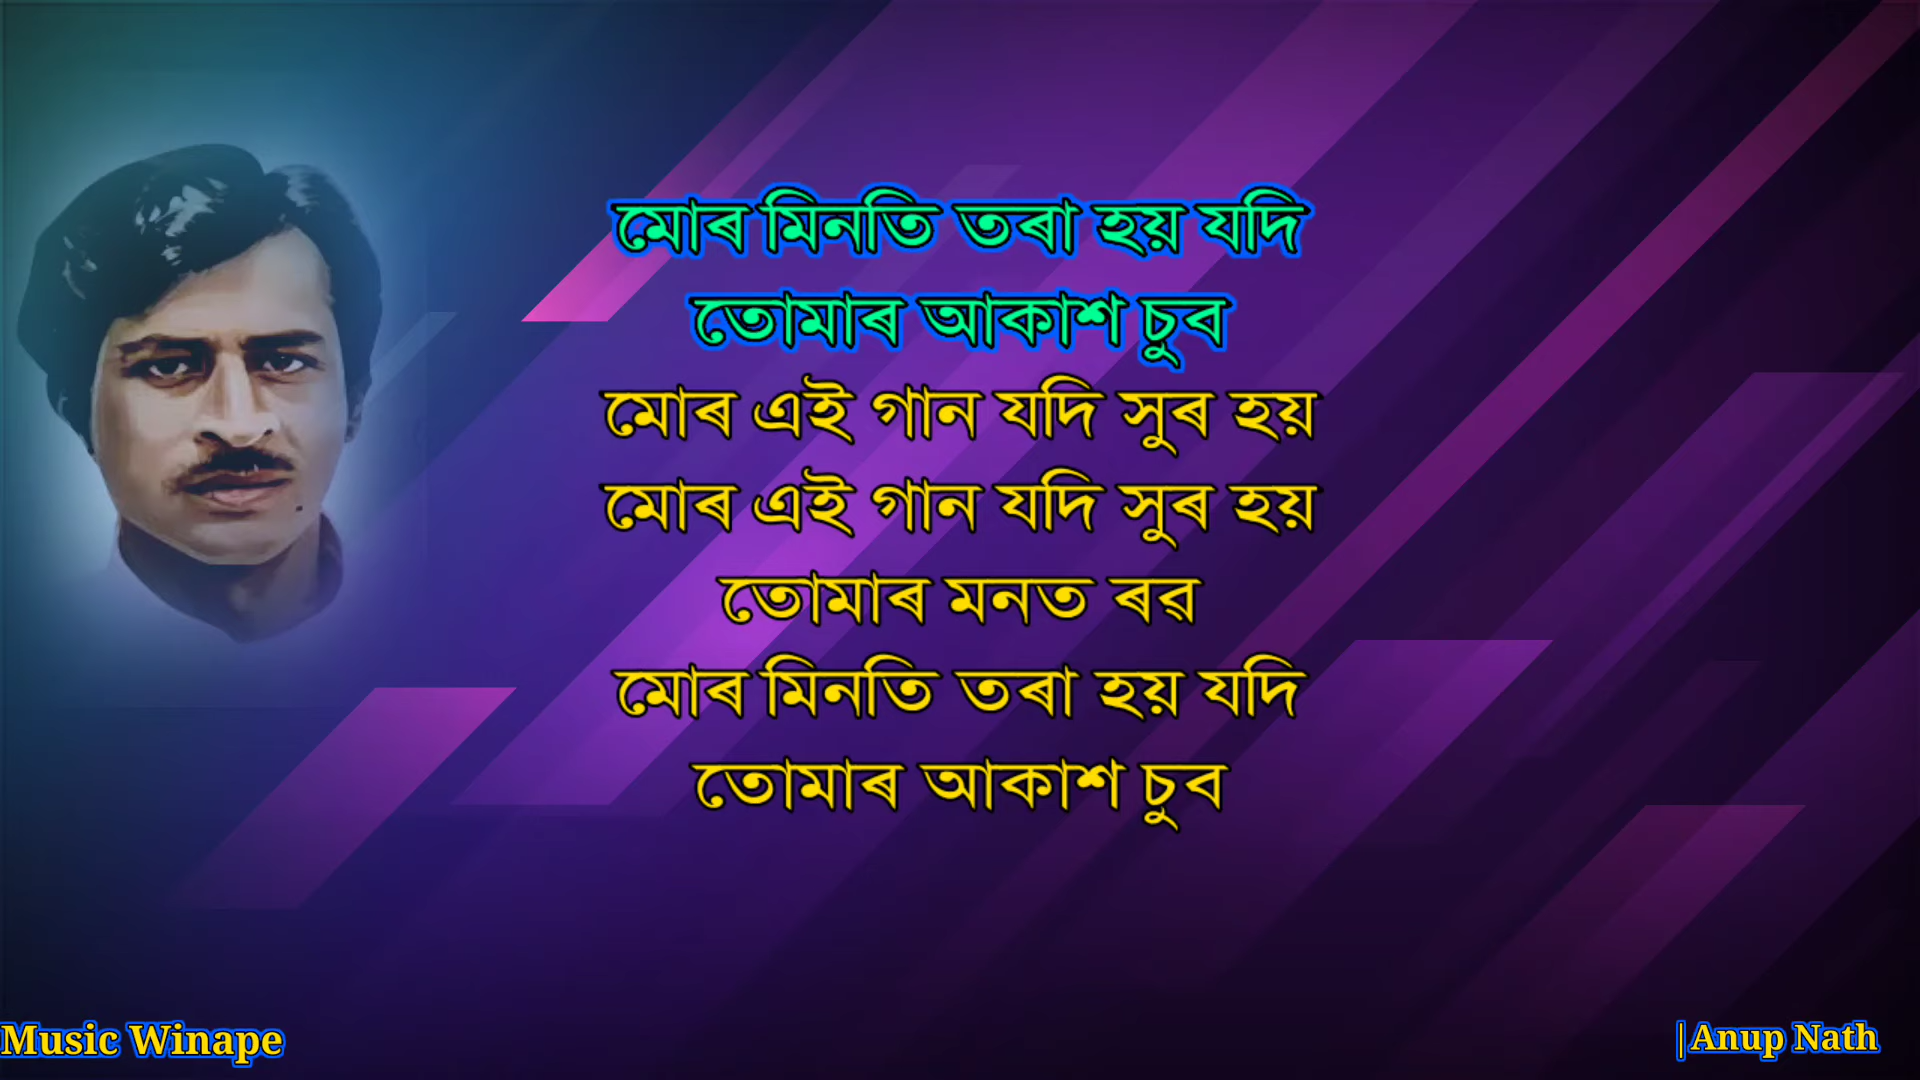 মোৰ মিনতি তৰা হয় যদি
তোমাৰ আকাশ চুব
মোৰ এই গান যদি সুৰ হয়
মোৰ এই গান যদি সুৰ হয়
তোমাৰ মনত ৰৱ
মোৰ মিনতি তৰা হয় যদি
তোমাৰ আকাশ চুব
Music Winape
|Anup Nath